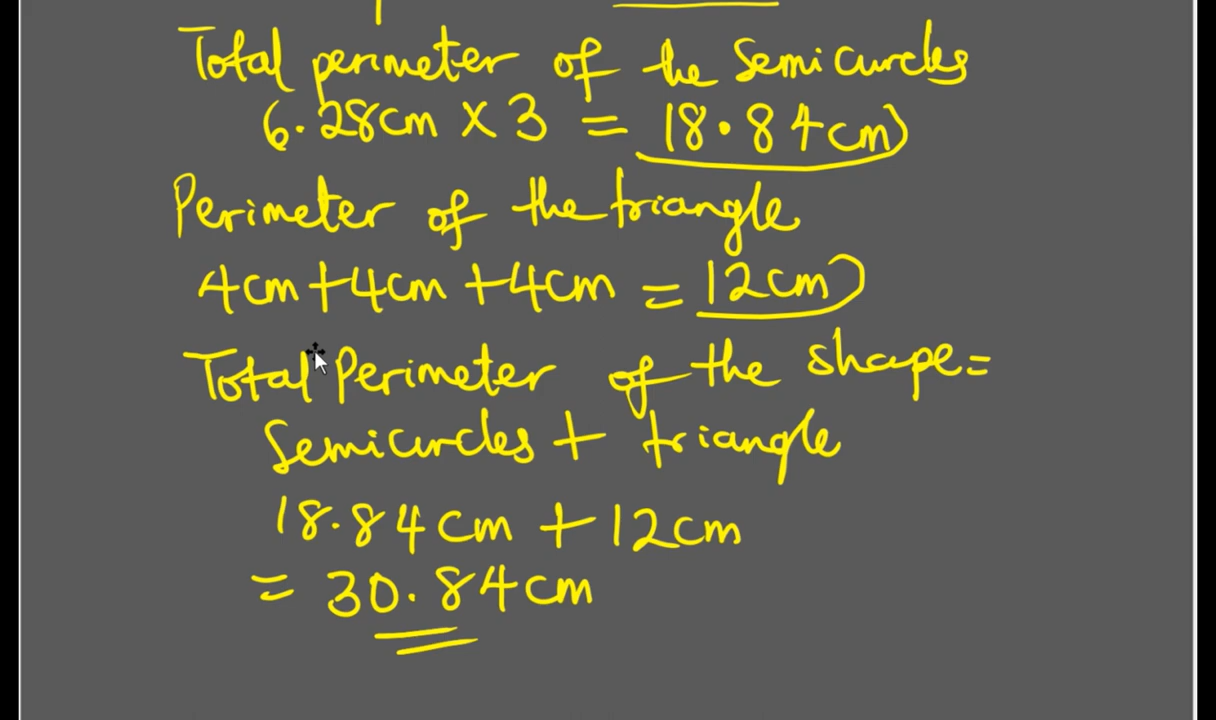 Total perimeter of the semicircles
6.28cm x 3 = 18.84cm
Perimeter of the triangle
4cm+4cm+4cm = 12cm
Total Perimeter of the shape=
Semicircles + triangle
18.84cm + 12cm
= 30.84cm